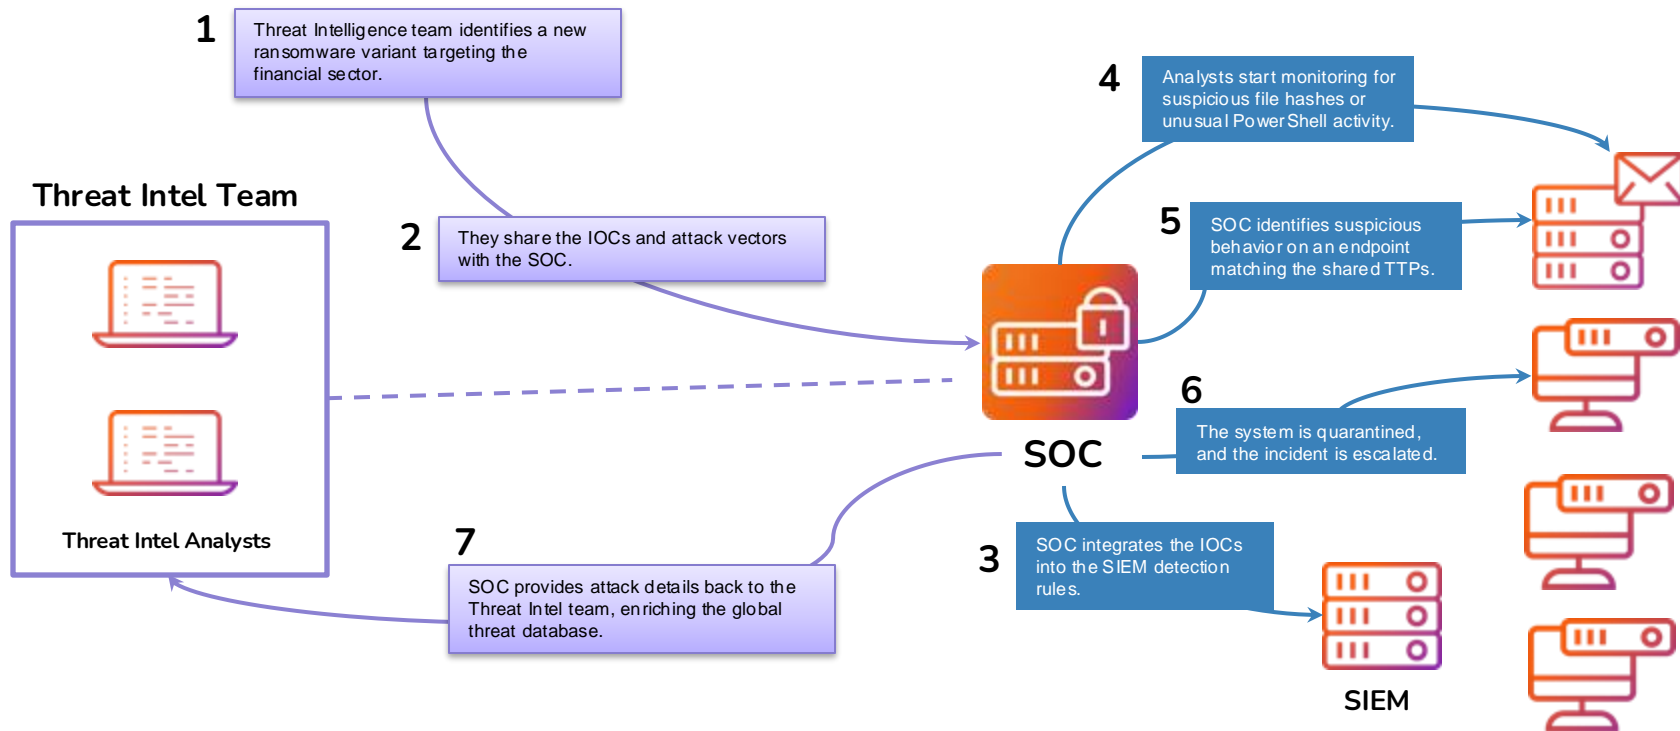 1
Threat Intelligence team identifies a new
ransomware variant targeting the
financial sector.
2
They share the IOCs and attack vectors
with the SOC.
Threat Intel Team
Threat Intel Analysts
SOC
3
SOC integrates the IOCs
into the SIEM detection
rules.
SIEM
4
Analysts start monitoring for
suspicious file hashes or
unusual PowerShell activity.
5
SOC identifies suspicious
behavior on an endpoint
matching the shared TTPs.
6
The system is quarantined,
and the incident is escalated.
7
SOC provides attack details back to the
Threat Intel team, enriching the global
threat database.